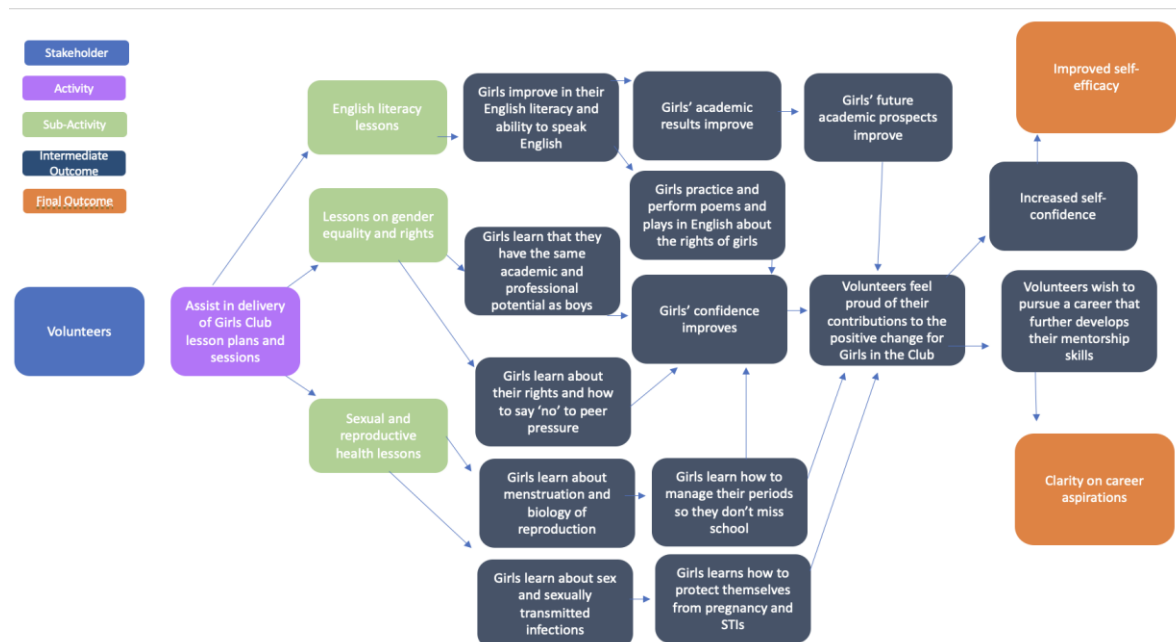 Stakeholder
Activity
Sub-Activity
Intermediate
Outcome
Final Outcome
Volunteers
Assist in delivery
of Girls Club
lesson plans and
sessions
English literacy
lessons
Lessons on gender
equality and rights
Sexual and
reproductive
health lessons
Girls improve in their
English literacy and
ability to speak
English
Girls' academic
results improve
Girls' future
academic prospects
improve
Girls practice and
perform poems and
plays in English about
the rights of girls
Girls learn that they
have the same
academic and
professional
potential as boys
Girls' confidence
improves
Girls learn about
their rights and how
to say 'no' to peer
pressure
Girls learn about
menstruation and
biology of
reproduction
Girls learn how to
manage their periods
so they don't miss
school
Girls learn about sex
and sexually
transmitted
infections
Girls learns how to
protect themselves
from pregnancy and
STIs
Volunteers feel
proud of their
contributions to the
positive change for
Girls in the Club
Increased self-
confidence
Improved self-
efficacy
Volunteers wish to
pursue a career that
further develops
their mentorship
skills
Clarity on career
aspirations